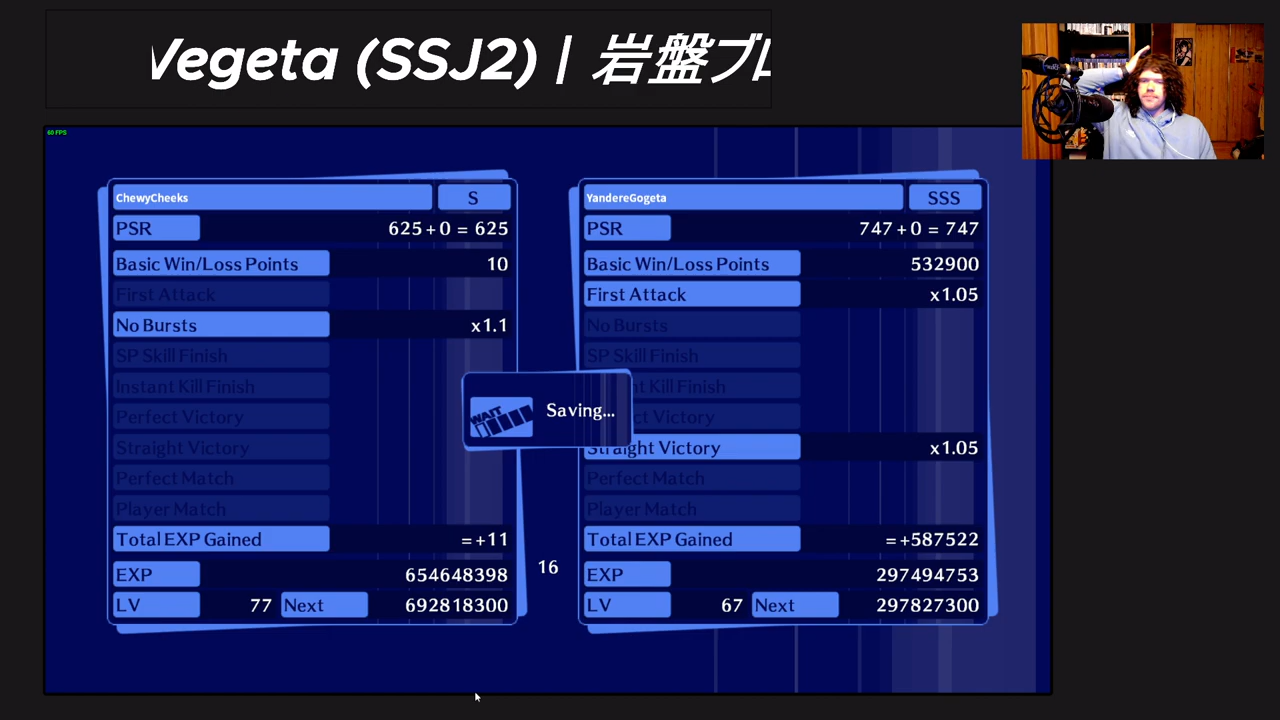 Vegeta (SSJ2) | 岩盤ブ
60 FPS
ChewyCheeks S
PSR 625+0 = 625
Basic Win/Loss Points 10
First Attack
No Bursts x1.1
SP Skill Finish
Instant Kill Finish
Perfect Victory
Straight Victory
Perfect Match
Player Match
Total EXP Gained =+11
EXP 654648398
LV 77 Next 692818300
WAIT
Saving...
16
YandereGogeta SSS
PSR 747+0 = 747
Basic Win/Loss Points 532900
First Attack x1.05
No Bursts
SP Skill Finish
Kill Finish
Victory
Straight Victory x1.05
Perfect Match
Player Match
Total EXP Gained =+587522
EXP 297494753
LV 67 Next 297827300